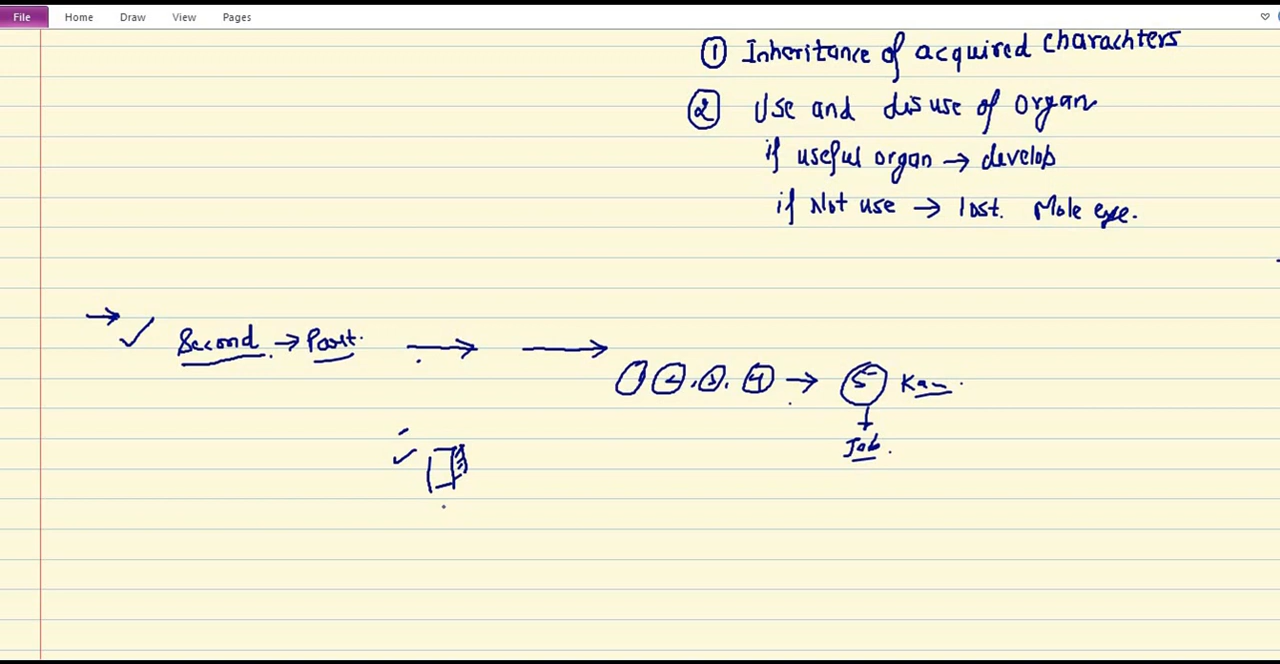 File Home Draw View Pages
① Inheritance of acquired charachters
② Use and disuse of organ
if useful organ → develop
if Not use → lost. Mole eye.
→ ✓ Second → Part. → →
① ②, ③, ④ → ⑤
Job.